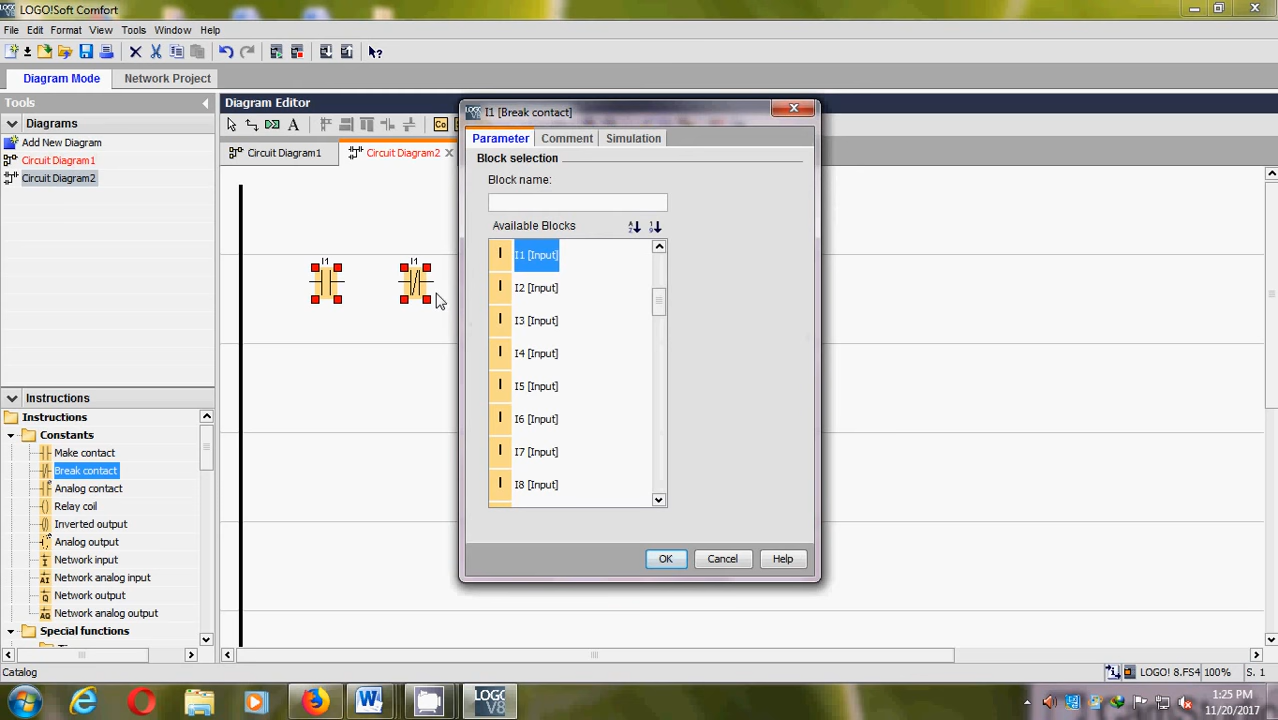 LOGO!Soft Comfort
File Edit Format View Tools Window Help
Diagram Mode Network Project
Tools
Diagrams
Add New Diagram
Circuit Diagram1
Circuit Diagram2
Diagram Editor
A
Co
Circuit Diagram1 Circuit Diagram2
I1 I1
I1 [Break contact]
Parameter Comment Simulation
Block selection
Block name:
Available Blocks
I I1 [Input]
I I2 [Input]
I I3 [Input]
I I4 [Input]
I I5 [Input]
I I6 [Input]
I I7 [Input]
I I8 [Input]
OK Cancel Help
Instructions
Instructions
Constants
Make contact
Break contact
Analog contact
Relay coil
Inverted output
Analog output
I Network input
AI Network analog input
Q Network output
AQ Network analog output
Special functions
Catalog
LOGO! 8.FS4 100% S. 1
LOGO V8
1:25 PM
11/20/2017